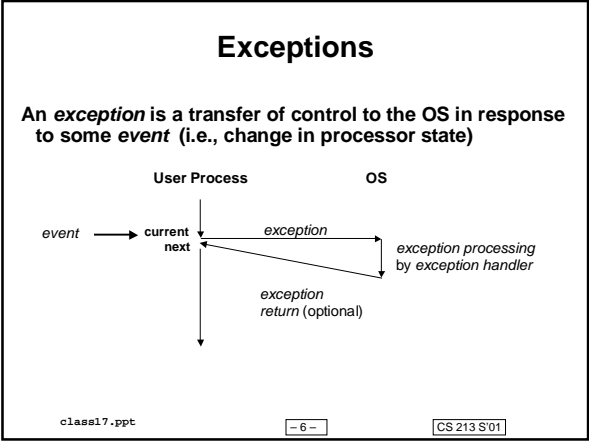 Exceptions
An exception is a transfer of control to the OS in response
to some event (i.e., change in processor state)
User Process
OS
event
current
next
exception
exception processing
by exception handler
exception
return (optional)
class17.ppt
– 6 –
CS 213 S'01